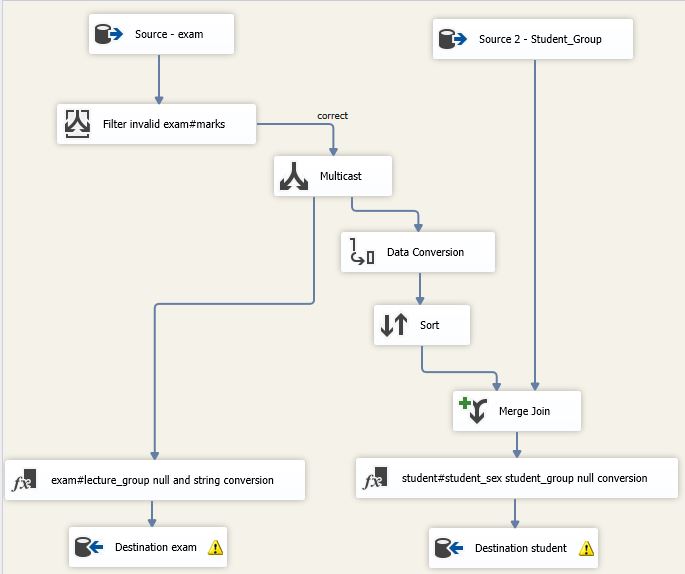 Source - exam
Source 2 - Student_Group
Filter invalid exam#marks
correct
Multicast
Data Conversion
Sort
Merge Join
exam#lecture_group null and string conversion
student#student_sex student_group null conversion
Destination exam
Destination student